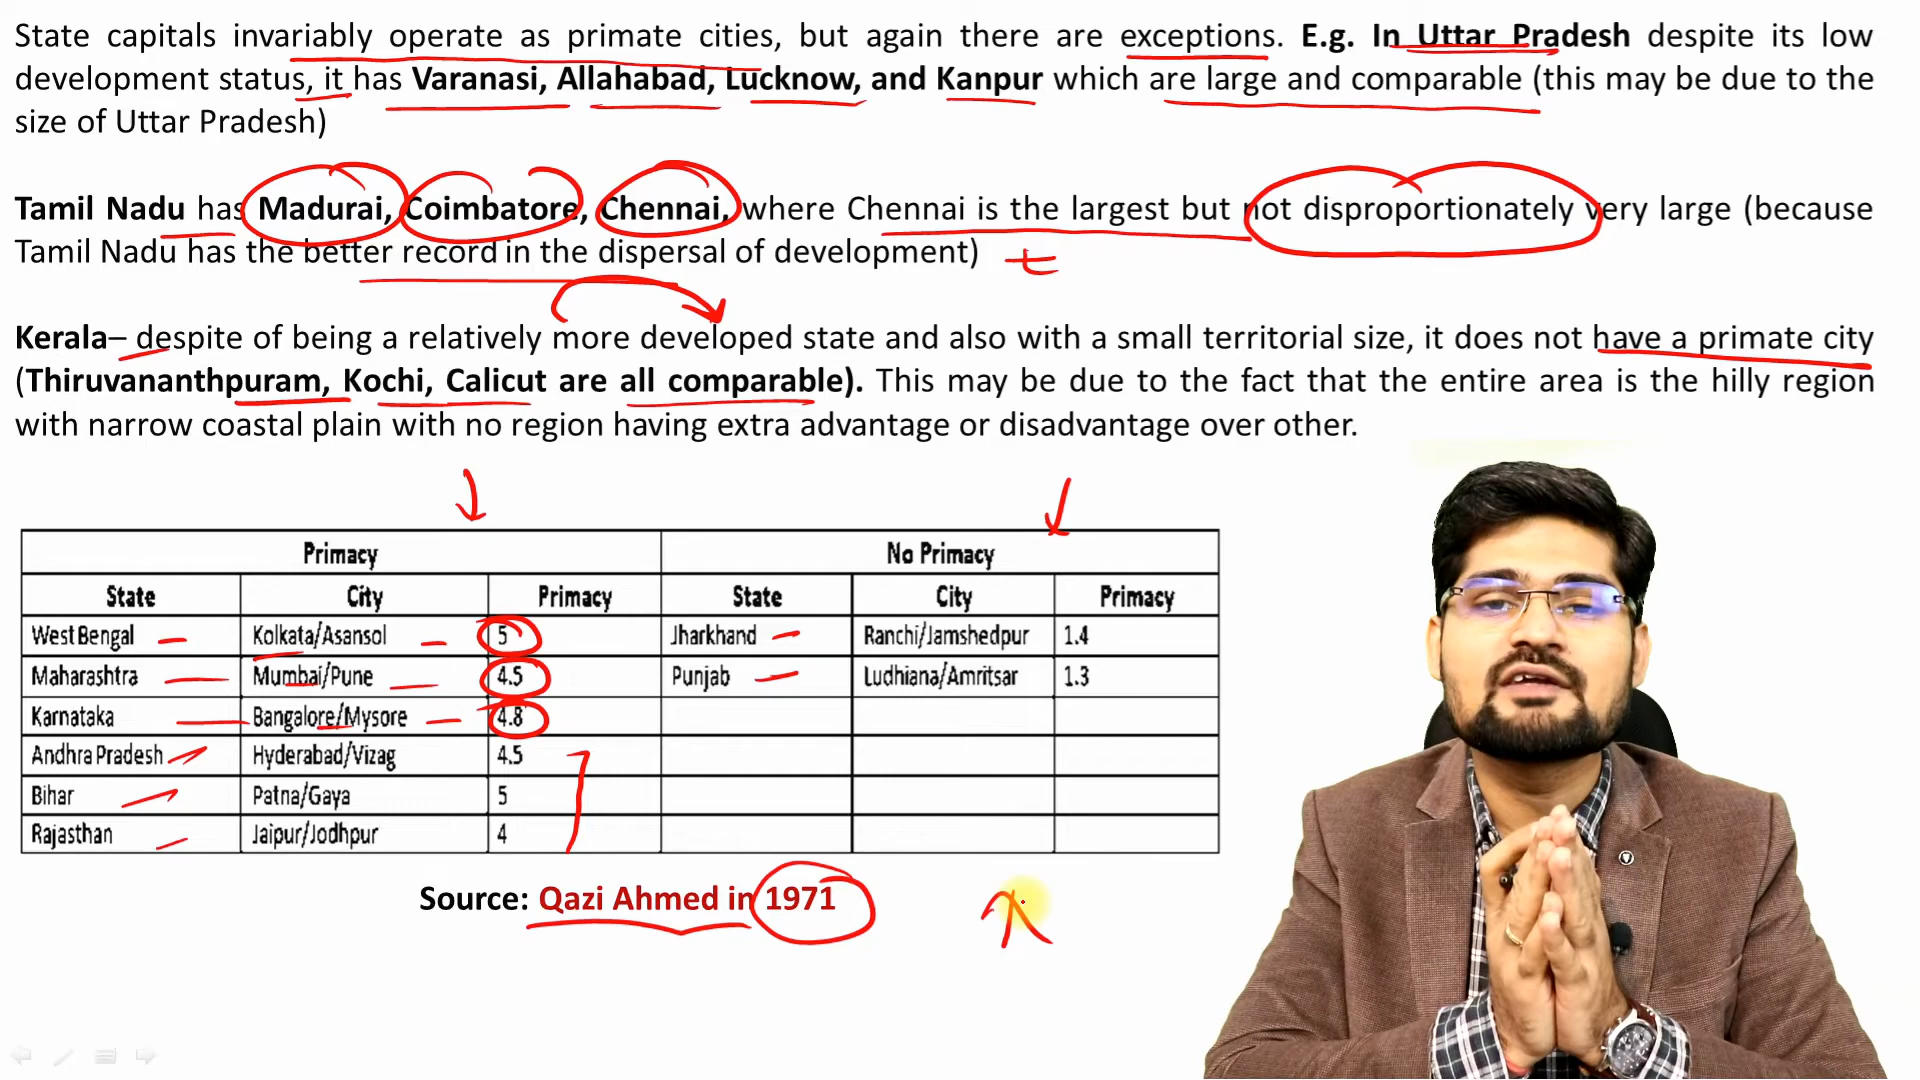 State capitals invariably operate as primate cities, but again there are exceptions. E.g. In Uttar Pradesh despite its low
development status, it has Varanasi, Allahabad, Lucknow, and Kanpur which are large and comparable (this may be due to the
size of Uttar Pradesh)
Tamil Nadu has Madurai, Coimbatore, Chennai, where Chennai is the largest but not disproportionately very large (because
Tamil Nadu has the better record in the dispersal of development)
Kerala– despite of being a relatively more developed state and also with a small territorial size, it does not have a primate city
(Thiruvananthpuram, Kochi, Calicut are all comparable). This may be due to the fact that the entire area is the hilly region
with narrow coastal plain with no region having extra advantage or disadvantage over other.
Primacy No Primacy
State City Primacy State City Primacy
West Bengal Kolkata/Asansol 5 Jharkhand Ranchi/Jamshedpur 1.4
Maharashtra Mumbai/Pune 4.5 Punjab Ludhiana/Amritsar 1.3
Karnataka Bangalore/Mysore 4.8
Andhra Pradesh Hyderabad/Vizag 4.5
Bihar Patna/Gaya 5
Rajasthan Jaipur/Jodhpur 4
Source: Qazi Ahmed in 1971